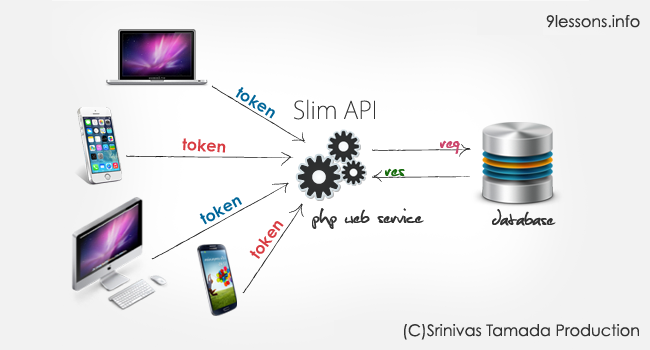 9lessons.info
token
Slim API
token
req
res
token
php web service
database
token
(C)Srinivas Tamada Production